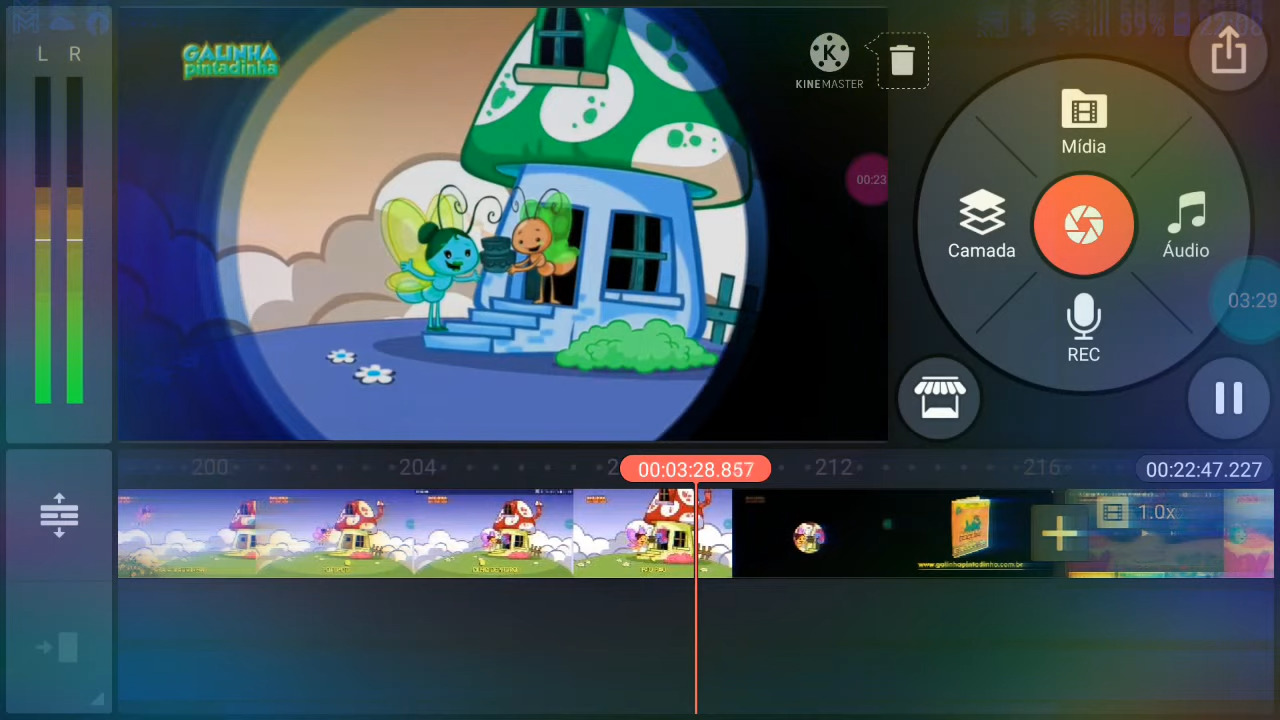 59%
L R
GALINHA
pintadinha
K
KINEMASTER
00:23
Mídia
Camada
Áudio
REC
03:29
200
204
212
216
00:03:28.857
00:22:47.227
1.0x
www.galinhapintadinha.com.br